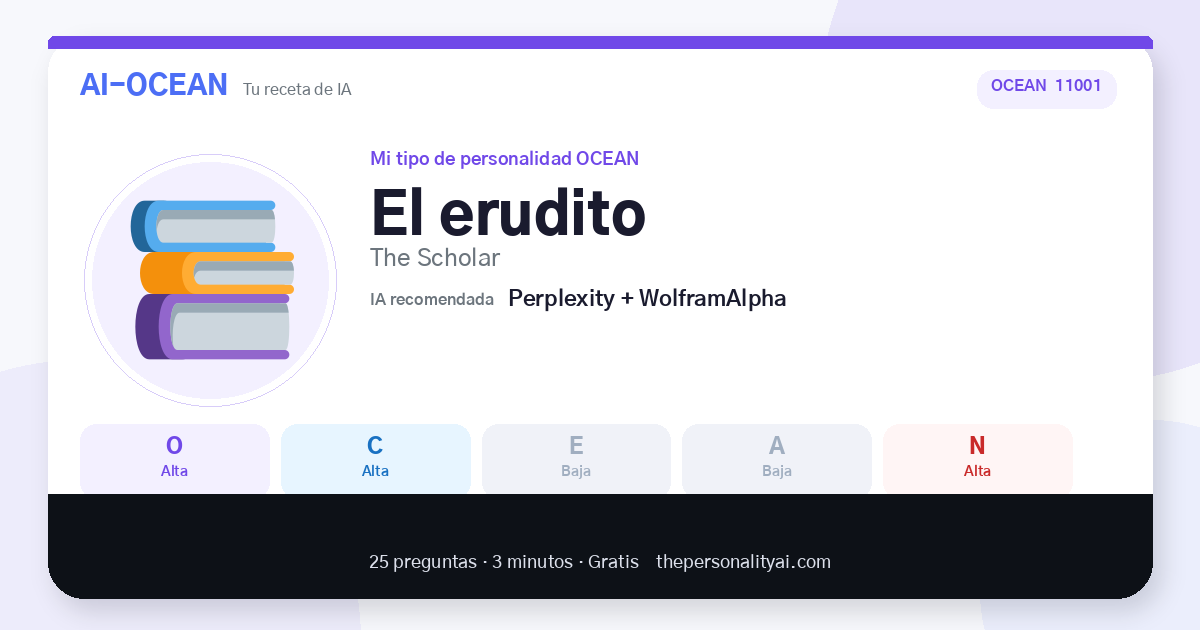 AI-OCEAN Tu receta de IA OCEAN 11001
Mi tipo de personalidad OCEAN
El erudito
The Scholar
IA recomendada Perplexity + WolframAlpha
O C E A N
Alta Alta Baja Baja Alta
25 preguntas · 3 minutos · Gratis thepersonalityai.com